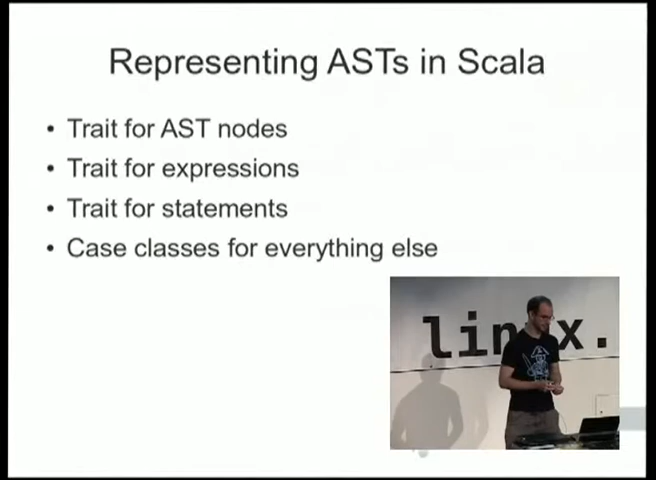 Representing ASTs in Scala
• Trait for AST nodes
• Trait for expressions
• Trait for statements
• Case classes for everything else
linux.